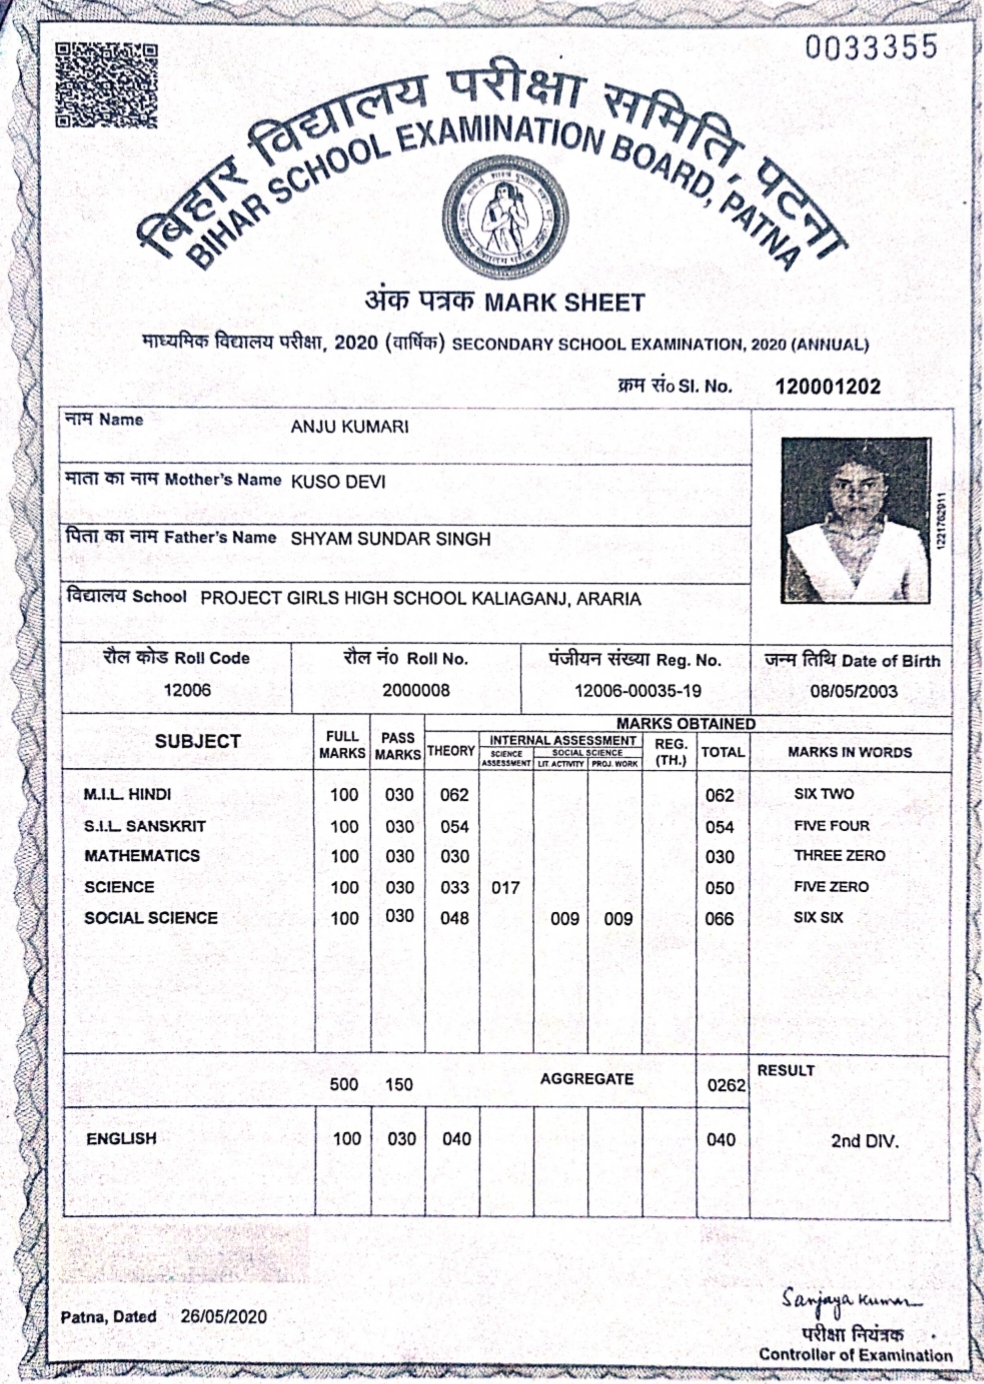 0033355
बिहार विद्यालय परीक्षा समिति, पटना
BIHAR SCHOOL EXAMINATION BOARD, PATNA
अंक पत्रक MARK SHEET
माध्यमिक विद्यालय परीक्षा, 2020 (वार्षिक) SECONDARY SCHOOL EXAMINATION, 2020 (ANNUAL)
क्रम सं० Sl. No. 120001202
नाम Name ANJU KUMARI
माता का नाम Mother's Name KUSO DEVI
पिता का नाम Father's Name SHYAM SUNDAR SINGH
विद्यालय School PROJECT GIRLS HIGH SCHOOL KALIAGANJ, ARARIA
1221762911
रौल कोड Roll Code रौल नं० Roll No. पंजीयन संख्या Reg. No. जन्म तिथि Date of Birth
12006 2000008 12006-00035-19 08/05/2003
MARKS OBTAINED
SUBJECT FULL MARKS PASS MARKS THEORY INTERNAL ASSESSMENT REG. (TH.) TOTAL MARKS IN WORDS
SCIENCE ASSESSMENT SOCIAL SCIENCE
LIT. ACTIVITY PROJ. WORK
M.I.L. HINDI 100 030 062 062 SIX TWO
S.I.L. SANSKRIT 100 030 054 054 FIVE FOUR
MATHEMATICS 100 030 030 030 THREE ZERO
SCIENCE 100 030 033 017 050 FIVE ZERO
SOCIAL SCIENCE 100 030 048 009 009 066 SIX SIX
500 150 AGGREGATE 0262 RESULT
ENGLISH 100 030 040 040 2nd DIV.
Patna, Dated 26/05/2020
Sanjaya Kumar
परीक्षा नियंत्रक
Controller of Examination